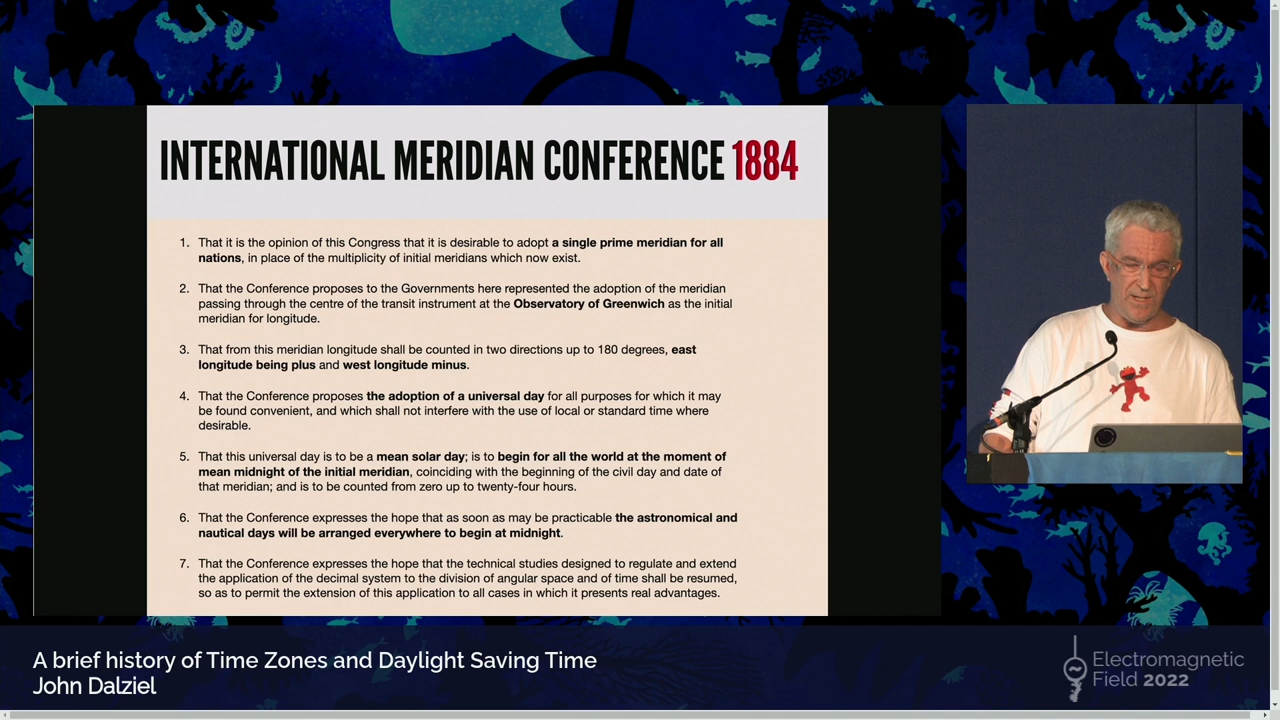 INTERNATIONAL MERIDIAN CONFERENCE 1884
1. That it is the opinion of this Congress that it is desirable to adopt a single prime meridian for all
nations, in place of the multiplicity of initial meridians which now exist.
2. That the Conference proposes to the Governments here represented the adoption of the meridian
passing through the centre of the transit instrument at the Observatory of Greenwich as the initial
meridian for longitude.
3. That from this meridian longitude shall be counted in two directions up to 180 degrees, east
longitude being plus and west longitude minus.
4. That the Conference proposes the adoption of a universal day for all purposes for which it may
be found convenient, and which shall not interfere with the use of local or standard time where
desirable.
5. That this universal day is to be a mean solar day; is to begin for all the world at the moment of
mean midnight of the initial meridian, coinciding with the beginning of the civil day and date of
that meridian; and is to be counted from zero up to twenty-four hours.
6. That the Conference expresses the hope that as soon as may be practicable the astronomical and
nautical days will be arranged everywhere to begin at midnight.
7. That the Conference expresses the hope that the technical studies designed to regulate and extend
the application of the decimal system to the division of angular space and of time shall be resumed,
so as to permit the extension of this application to all cases in which it presents real advantages.
A brief history of Time Zones and Daylight Saving Time
John Dalziel
Electromagnetic
Field 2022